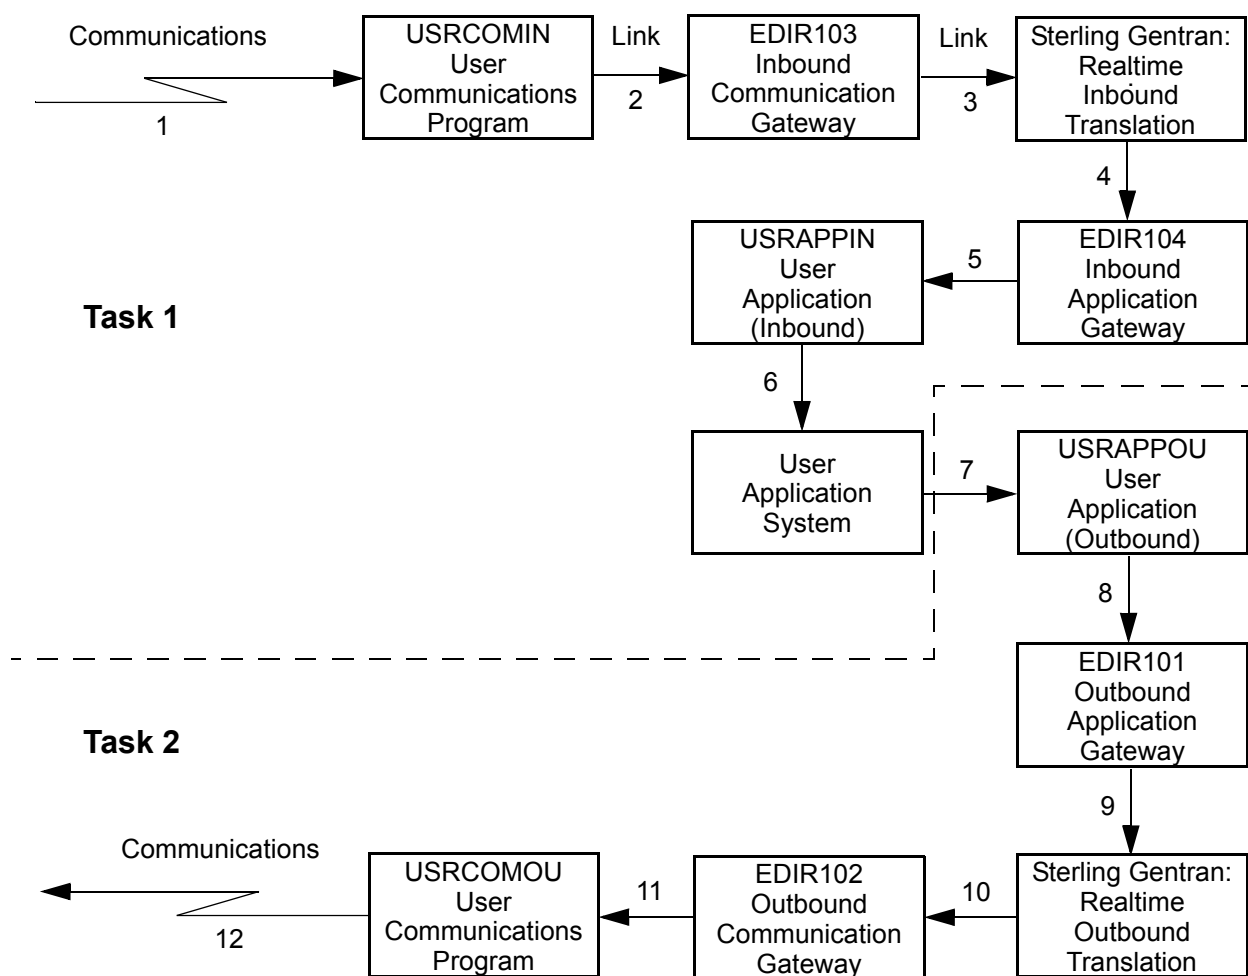 Communications
1
USRCOMIN
User
Communications
Program
Link
2
EDIR103
Inbound
Communication
Gateway
Link
3
Sterling Gentran:
Realtime
Inbound
Translation
4
EDIR104
Inbound
Application
Gateway
5
USRAPPIN
User
Application
(Inbound)
Task 1
6
User
Application
System
7
USRAPPOU
User
Application
(Outbound)
8
EDIR101
Outbound
Application
Gateway
Task 2
9
Sterling Gentran:
Realtime
Outbound
Translation
10
EDIR102
Outbound
Communication
Gateway
11
USRCOMOU
User
Communications
Program
Communications
12